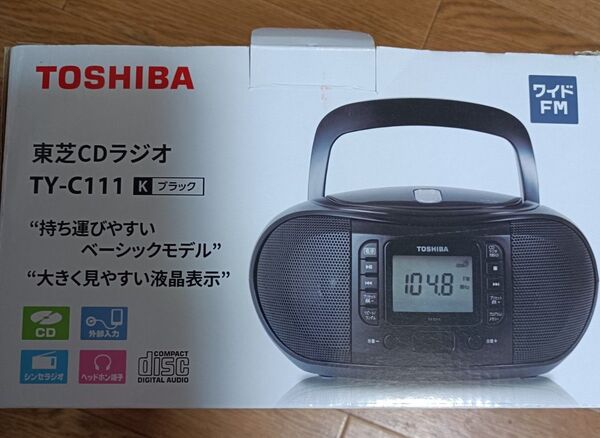 TOSHIBA
ワイド
FM
東芝CDラジオ
TY-C111 K ブラック
“持ち運びやすい
ベーシックモデル”
“大きく見やすい液晶表示”
CD
外部入力
シンセラジオ
ヘッドホン端子
COMPACT
disc
DIGITAL AUDIO
TOSHIBA
104.8